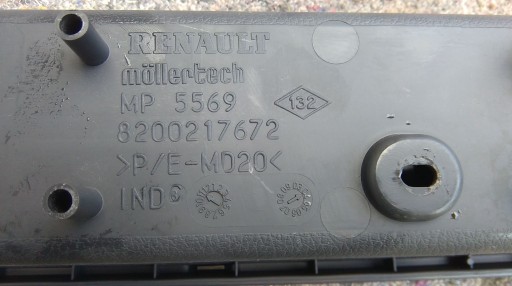 RENAULT
möllertech
MP 5569
132
8200217672
>P/E-MD20<
IND